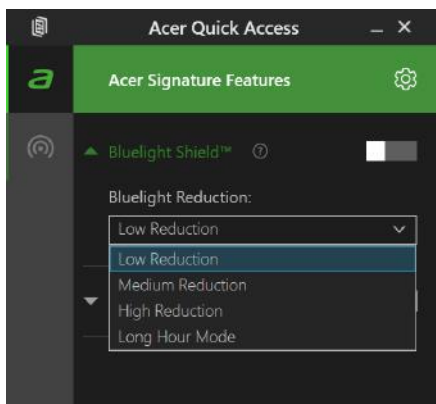 Acer Quick Access
a
Acer Signature Features
Bluelight Shield™ ?
Bluelight Reduction:
Low Reduction
Low Reduction
Medium Reduction
High Reduction
Long Hour Mode